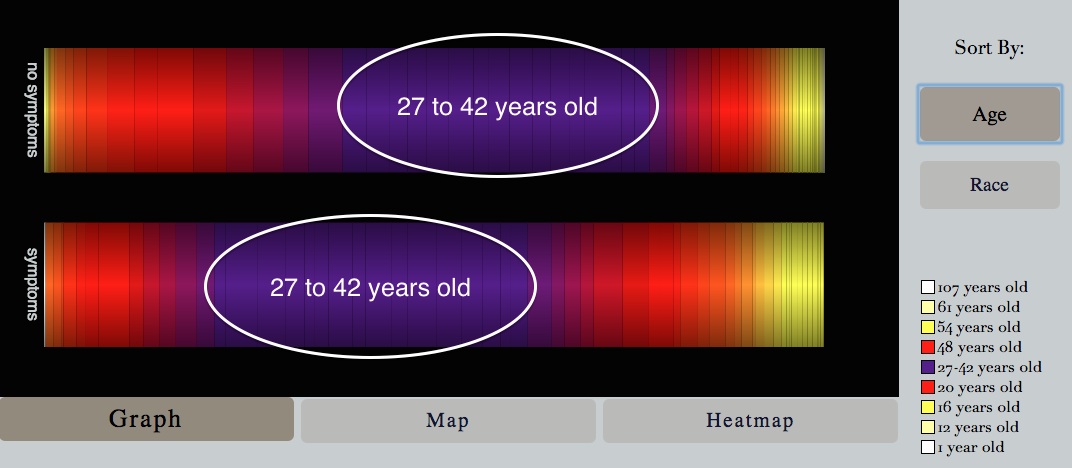 no symptoms
27 to 42 years old
symptoms
27 to 42 years old
Graph
Map
Heatmap
Sort By:
Age
Race
107 years old
61 years old
54 years old
48 years old
27-42 years old
20 years old
16 years old
12 years old
1 year old